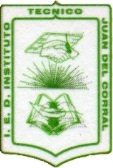 I. E. D. INSTITUTO
TECNICO
JUAN DEL CORRAL